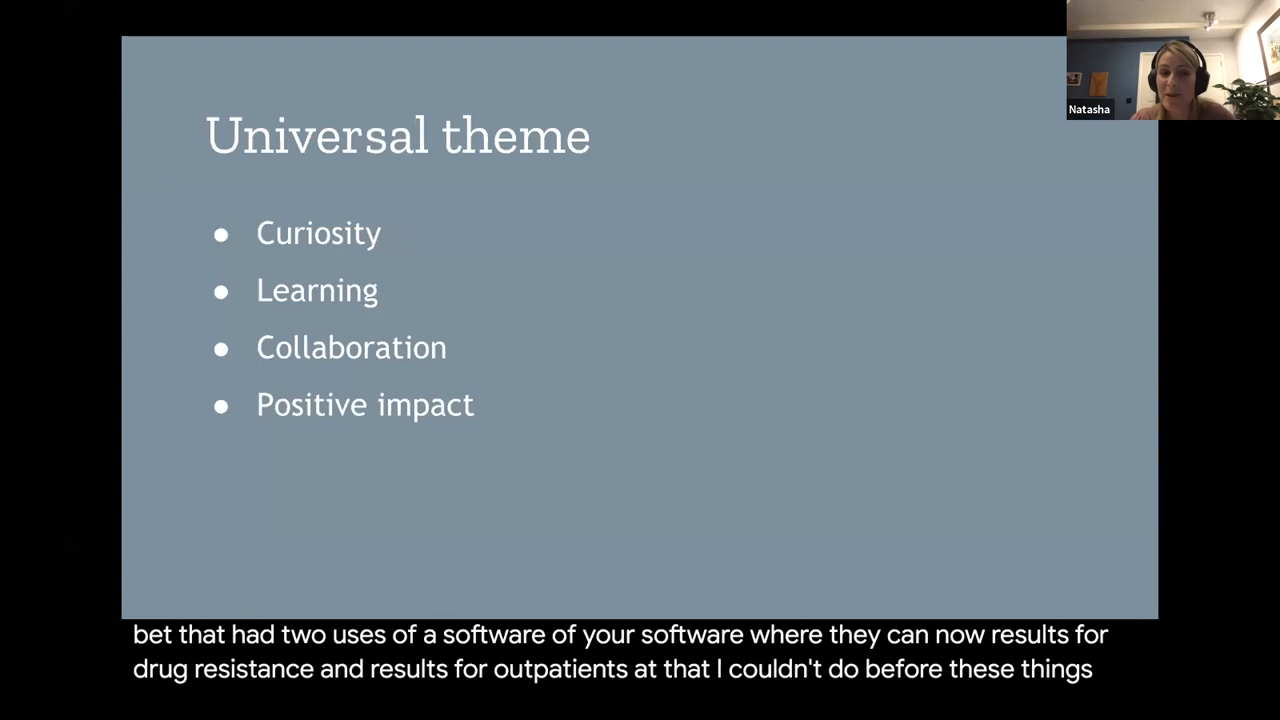 Universal theme
Curiosity
Learning
Collaboration
Positive impact
Natasha
bet that had two uses of a software of your software where they can now results for
drug resistance and results for outpatients at that I couldn't do before these things